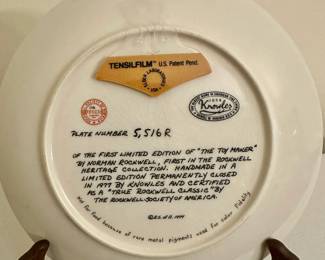 TENSILFILM™ U.S. Patent Pend.
USA
Knowles
PLATE NUMBER 5,516R
OF THE FIRST LIMITED EDITION OF "THE TOY MAKER"
BY NORMAN ROCKWELL, FIRST IN THE ROCKWELL
HERITAGE COLLECTION. HANDMADE IN A
LIMITED EDITION PERMANENTLY CLOSED
IN 1977 BY KNOWLES AND CERTIFIED
AS A "TRUE ROCKWELL CLASSIC" BY
THE ROCKWELL SOCIETY OF AMERICA.
not for food because of rare metal pigments used for color fidelity